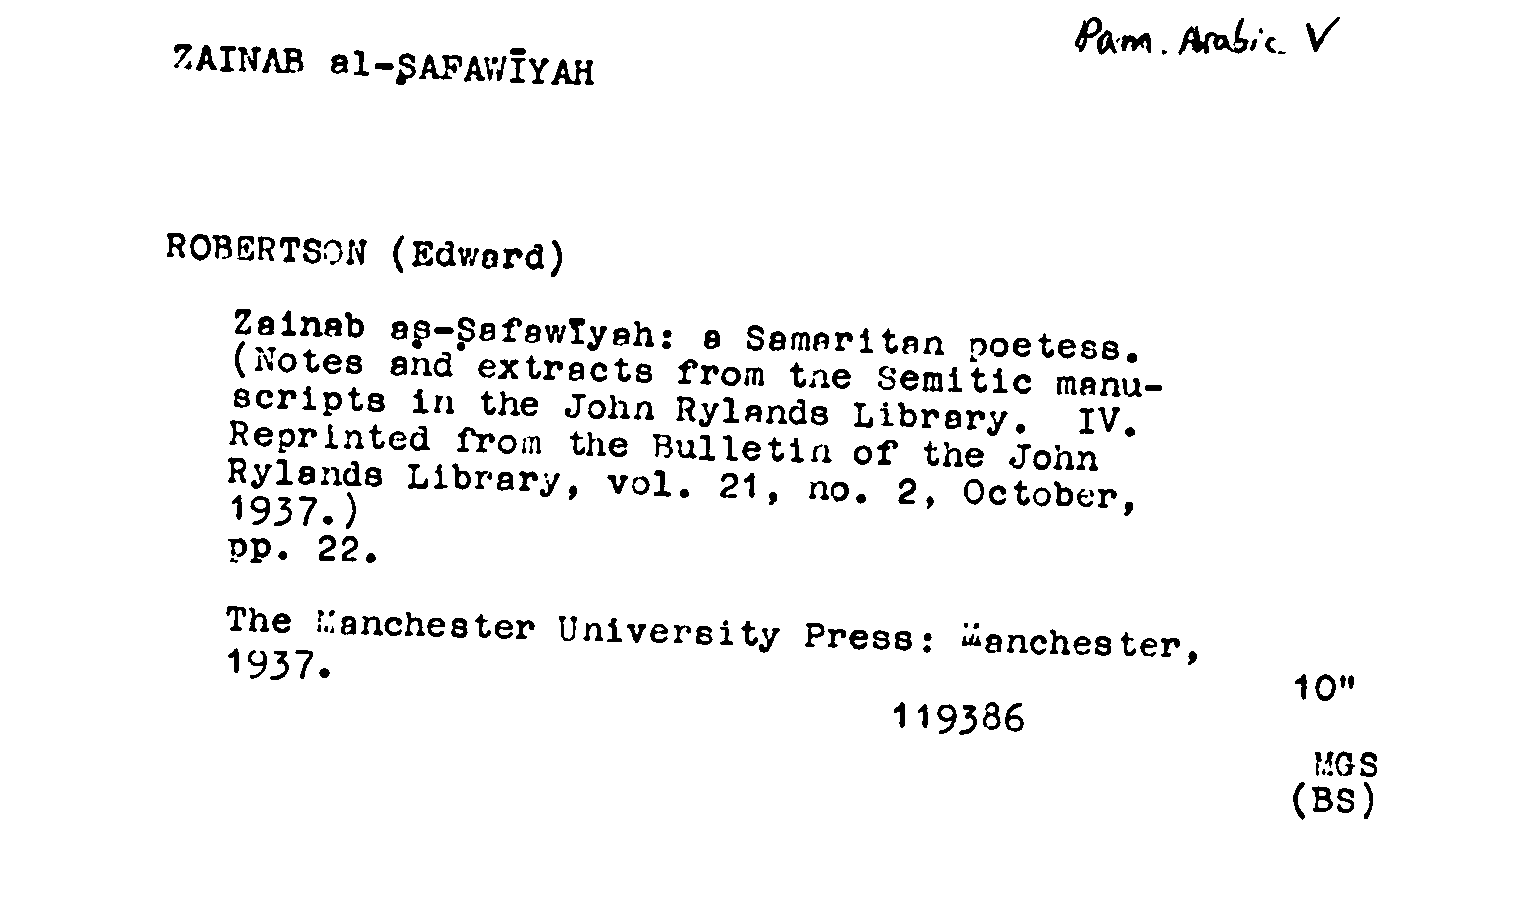 Pam. Arabic V
ZAINAB al-ṢAFAWĪYAH
ROBERTSON (Edward)
Zainab aṣ-Ṣafawīyah: a Samaritan poetess.
(Notes and extracts from the Semitic manu-
scripts in the John Rylands Library. IV.
Reprinted from the Bulletin of the John
Rylands Library, vol. 21, no. 2, October,
1937.)
pp. 22.
The Manchester University Press: Manchester,
1937.
10"
119386
MGS
(BS)